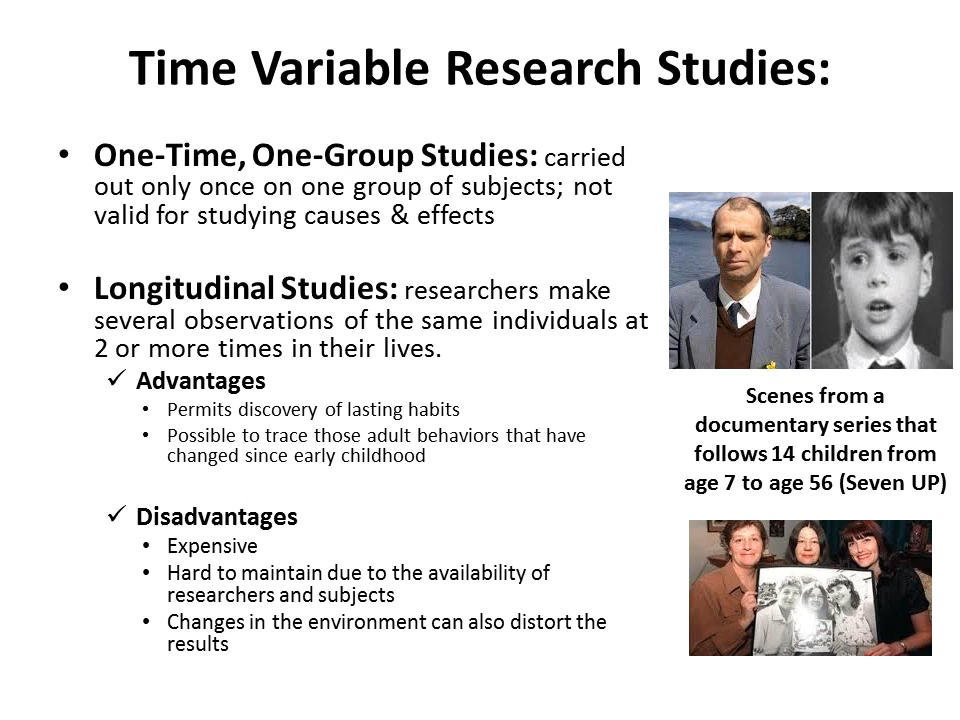 Time Variable Research Studies:
• One-Time, One-Group Studies: carried
out only once on one group of subjects; not
valid for studying causes & effects
• Longitudinal Studies: researchers make
several observations of the same individuals at
2 or more times in their lives.
✓ Advantages
• Permits discovery of lasting habits
• Possible to trace those adult behaviors that have
changed since early childhood
✓ Disadvantages
• Expensive
• Hard to maintain due to the availability of
researchers and subjects
• Changes in the environment can also distort the
results
Scenes from a
documentary series that
follows 14 children from
age 7 to age 56 (Seven UP)